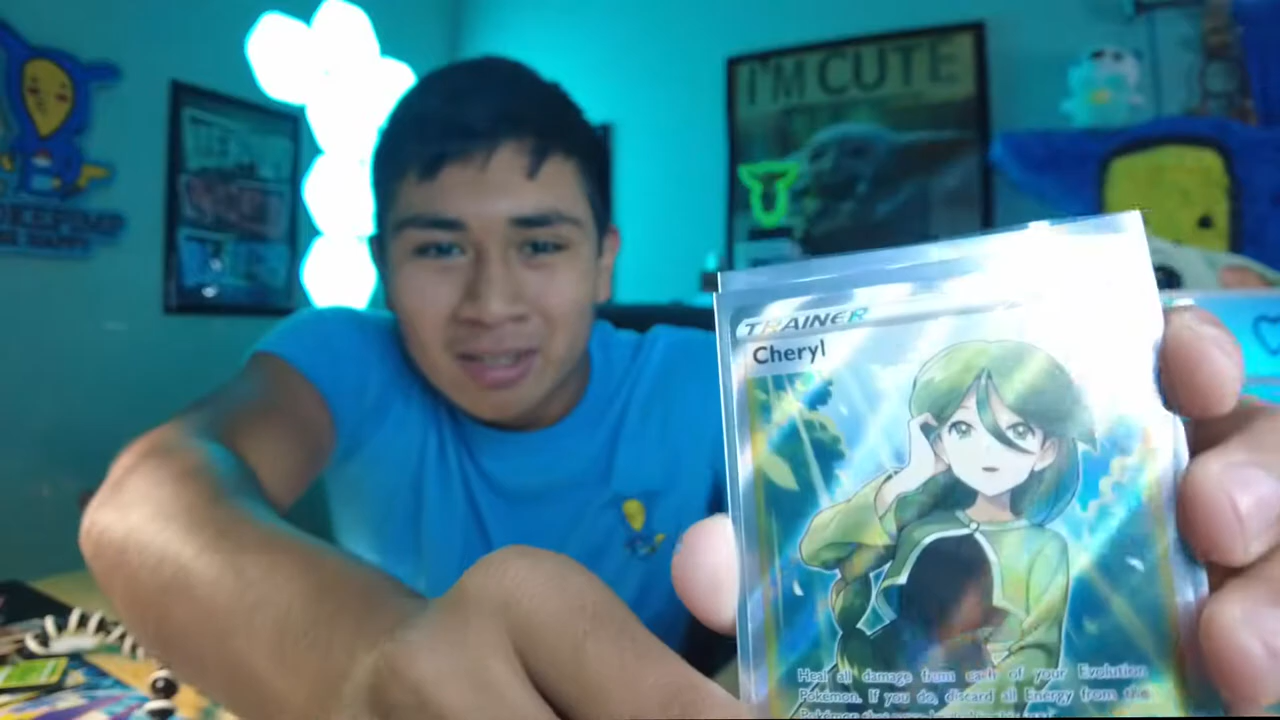 I'M CUTE
TRAINER
Cheryl
Heal all damage from each of your Evolution
Pokémon. If you do, discard all Energy from the